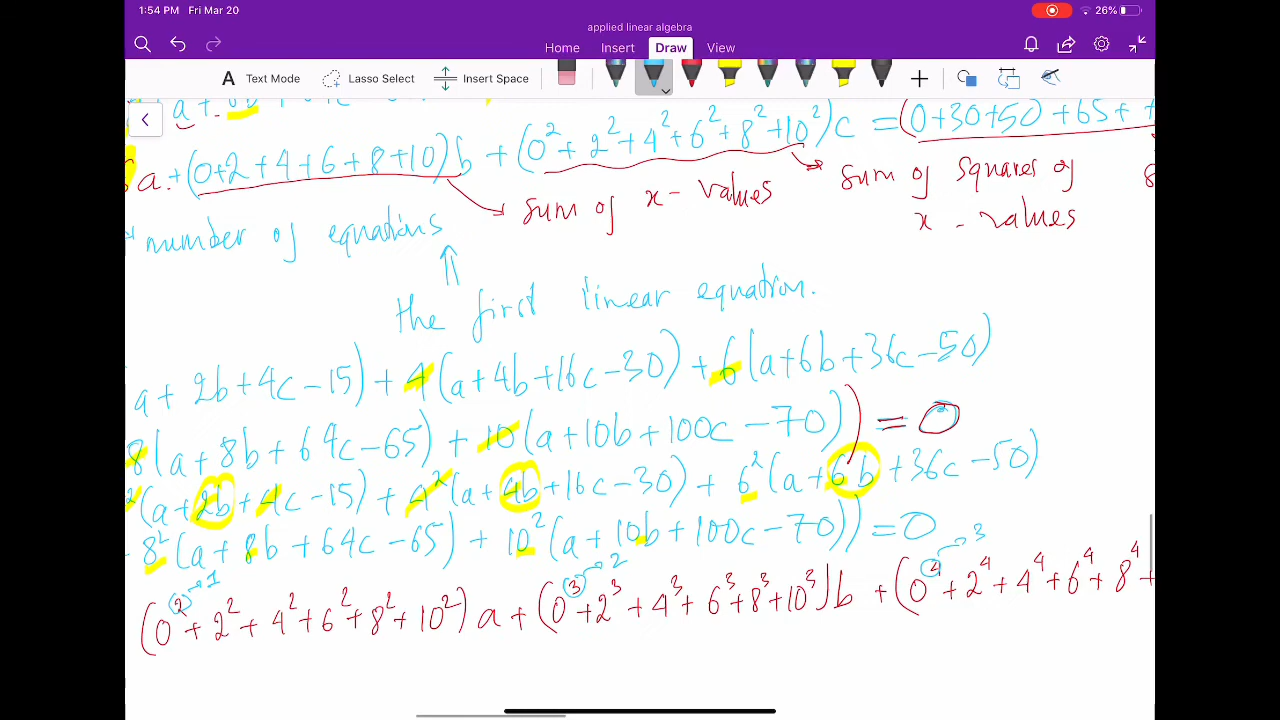 1:54 PM Fri Mar 20
26%
applied linear algebra
Home Insert Draw View
Text Mode Lasso Select Insert Space
a +
6a + (0+2+4+6+8+10)b + (0²+2²+4²+6²+8²+10²)c = (0+30+50+65+
sum of x-values
sum of squares of
x-values
number of equations
the first linear equation.
a+2b+4c-15) + 4(a+4b+16c-30) + 6(a+6b+36c-50)
8(a+8b+64c-65) + 10(a+10b+100c-70)) = 0
²(a+2b+4c-15) + 4²(a+4b+16c-30) + 6²(a+6b+36c-50)
8²(a+8b+64c-65) + 10²(a+10b+100c-70)) = 0
→1 →2 →3
(0²+2²+4²+6²+8²+10²)a + (0³+2³+4³+6³+8³+10³)b + (0⁴+2⁴+4⁴+6⁴+8⁴+